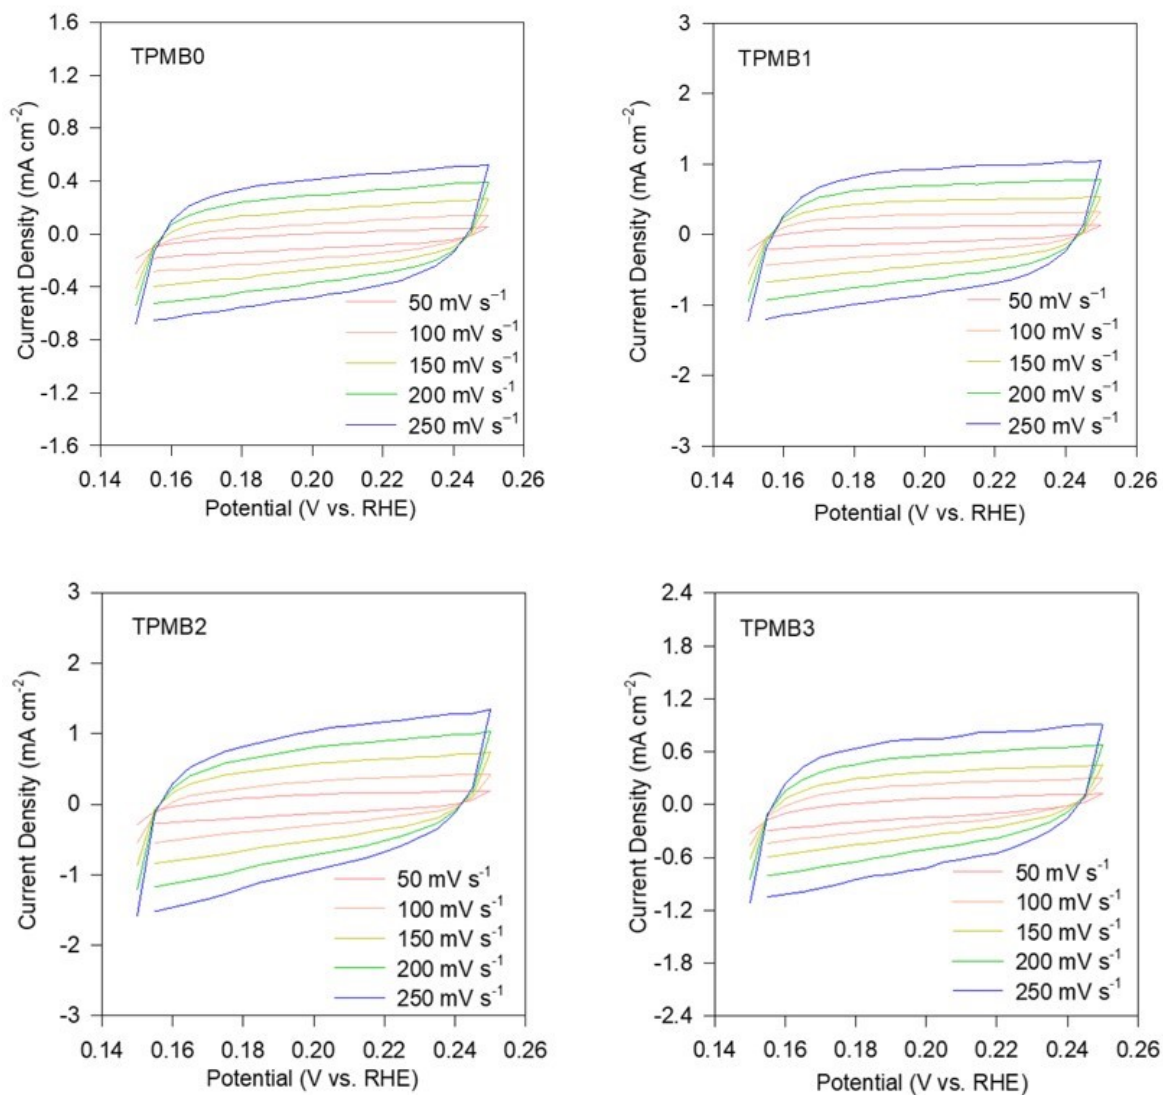 TPMB0
Current Density (mA cm⁻²)
1.6
1.2
0.8
0.4
0.0
-0.4
-0.8
-1.2
-1.6
50 mV s⁻¹
100 mV s⁻¹
150 mV s⁻¹
200 mV s⁻¹
250 mV s⁻¹
0.14 0.16 0.18 0.20 0.22 0.24 0.26
Potential (V vs. RHE)
TPMB1
Current Density (mA cm⁻²)
3
2
1
0
-1
-2
-3
50 mV s⁻¹
100 mV s⁻¹
150 mV s⁻¹
200 mV s⁻¹
250 mV s⁻¹
0.14 0.16 0.18 0.20 0.22 0.24 0.26
Potential (V vs. RHE)
TPMB2
Current Density (mA cm⁻²)
3
2
1
0
-1
-2
-3
50 mV s⁻¹
100 mV s⁻¹
150 mV s⁻¹
200 mV s⁻¹
250 mV s⁻¹
0.14 0.16 0.18 0.20 0.22 0.24 0.26
Potential (V vs. RHE)
TPMB3
Current Density (mA cm⁻²)
2.4
1.8
1.2
0.6
0.0
-0.6
-1.2
-1.8
-2.4
50 mV s⁻¹
100 mV s⁻¹
150 mV s⁻¹
200 mV s⁻¹
250 mV s⁻¹
0.14 0.16 0.18 0.20 0.22 0.24 0.26
Potential (V vs. RHE)